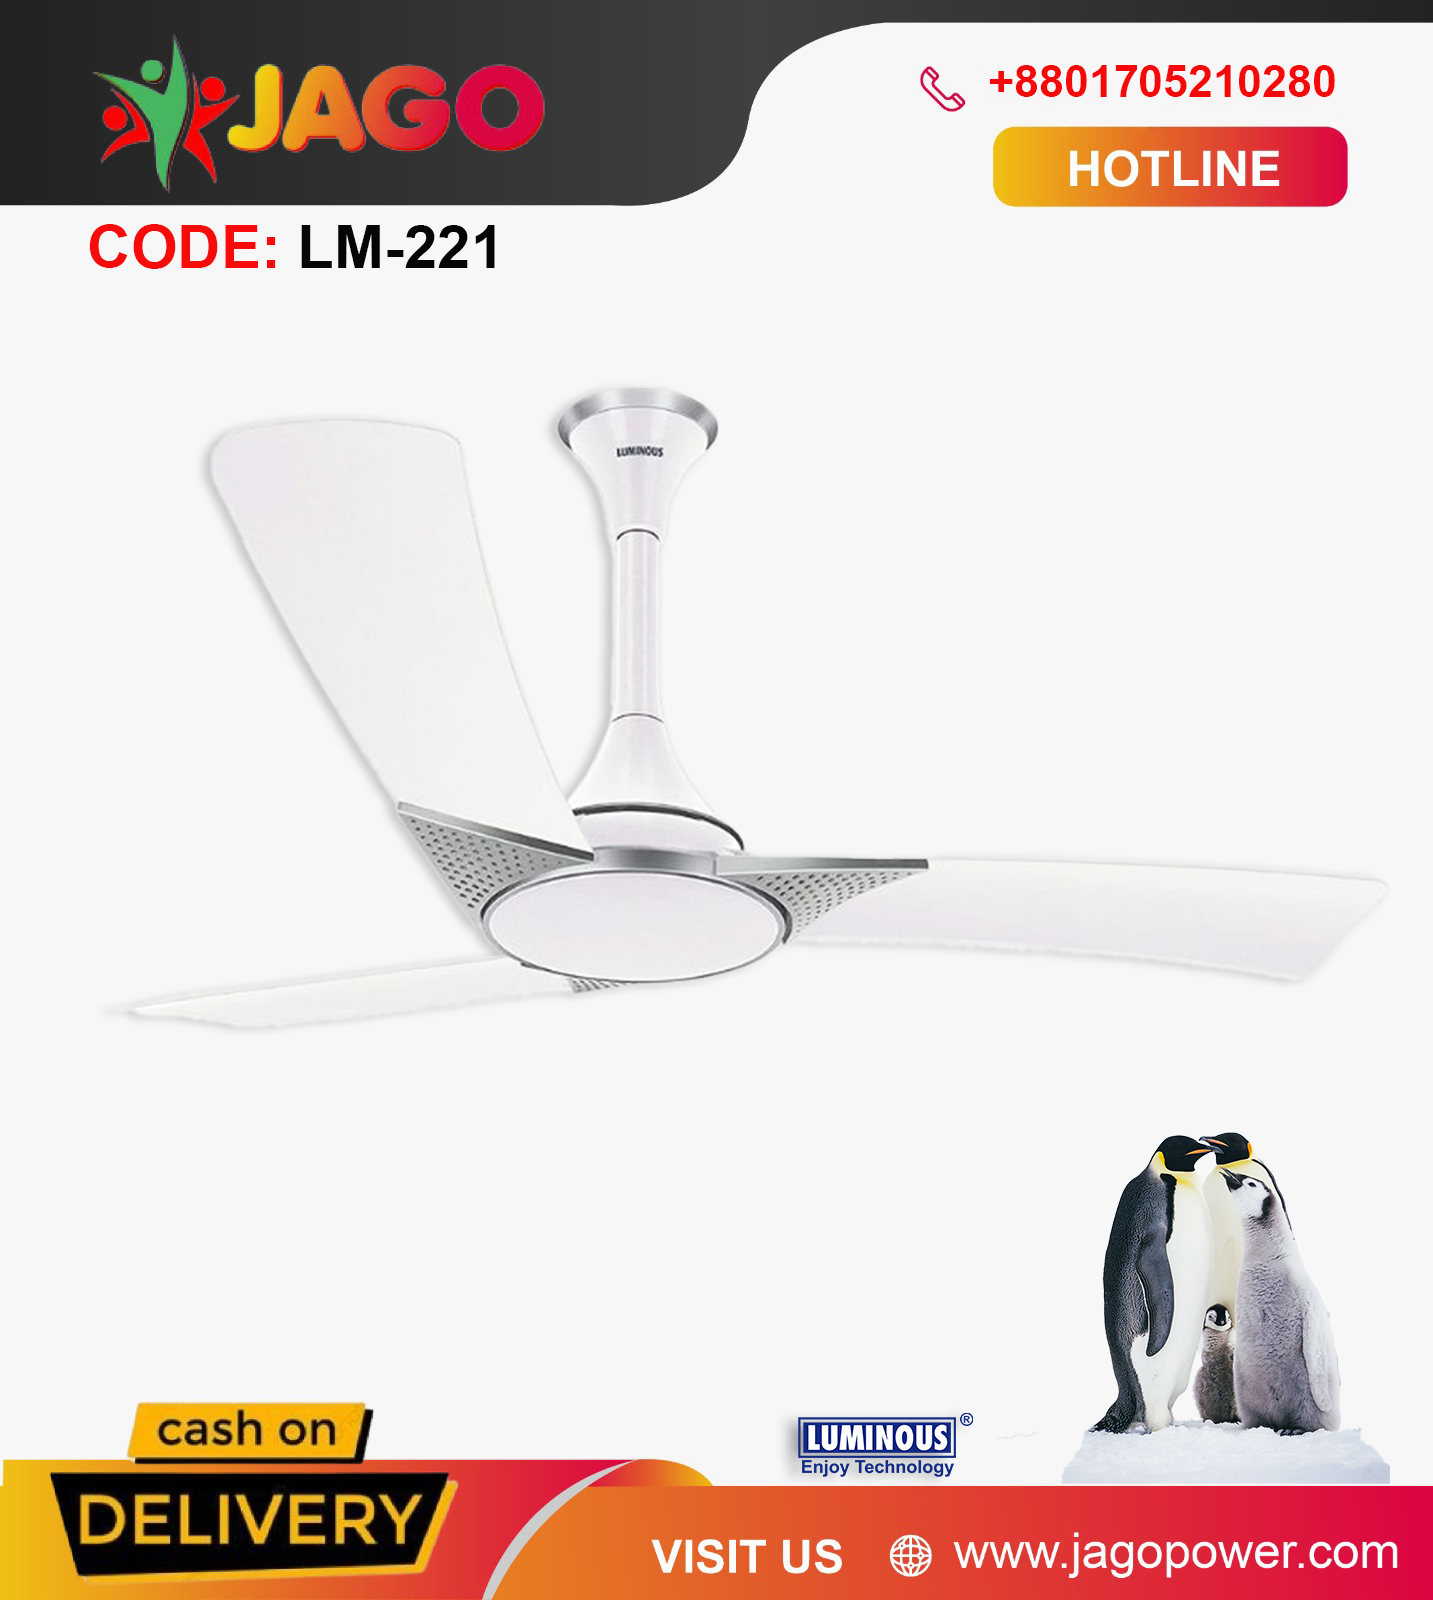 JAGO
+8801705210280
HOTLINE
CODE: LM-221
LUMINOUS
cash on
DELIVERY
LUMINOUS®
Enjoy Technology
VISIT US
www.jagopower.com